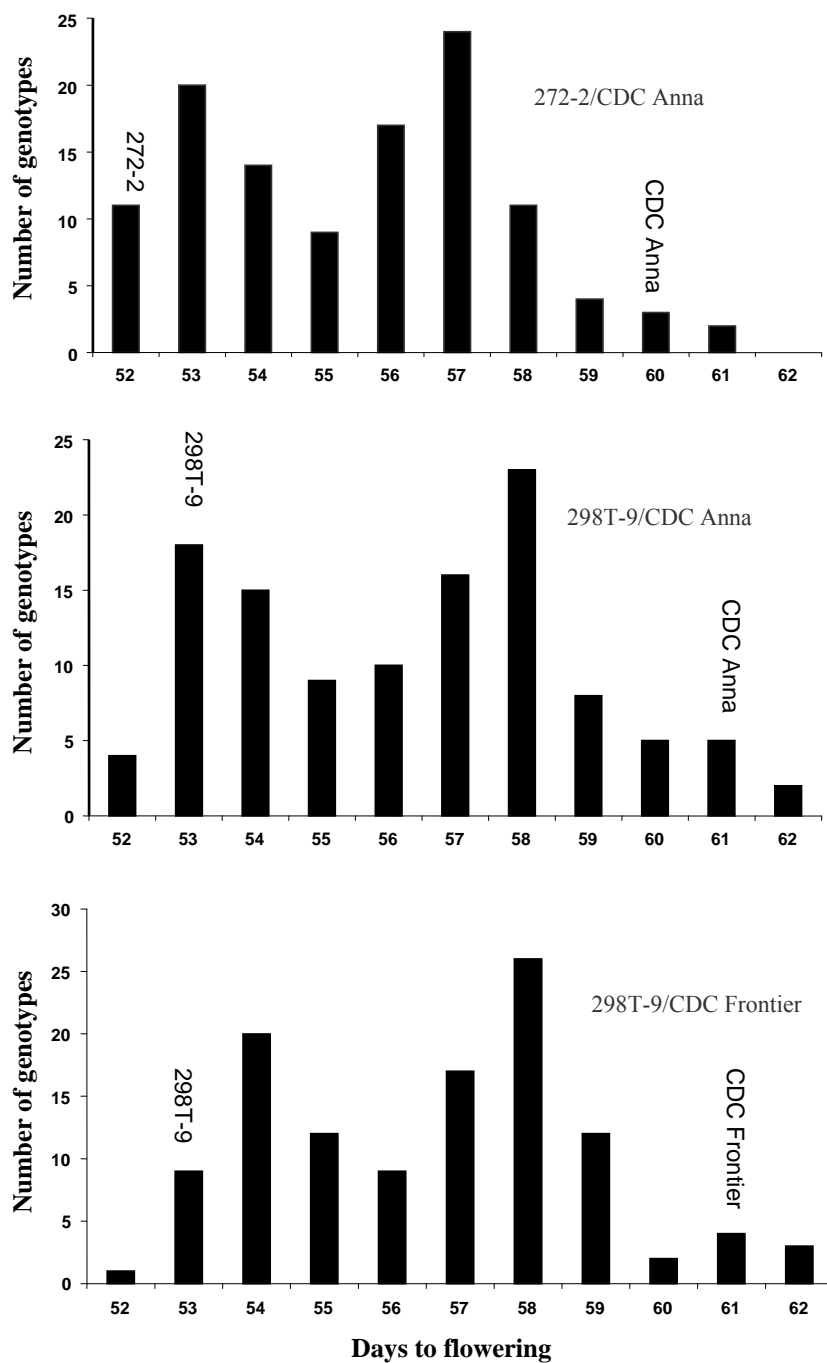 Number of genotypes
25
20
15
10
5
0
272-2
272-2/CDC Anna
CDC Anna
52 53 54 55 56 57 58 59 60 61 62
Number of genotypes
25
20
15
10
5
0
298T-9
298T-9/CDC Anna
CDC Anna
52 53 54 55 56 57 58 59 60 61 62
Number of genotypes
30
25
20
15
10
5
0
298T-9
298T-9/CDC Frontier
CDC Frontier
52 53 54 55 56 57 58 59 60 61 62
Days to flowering